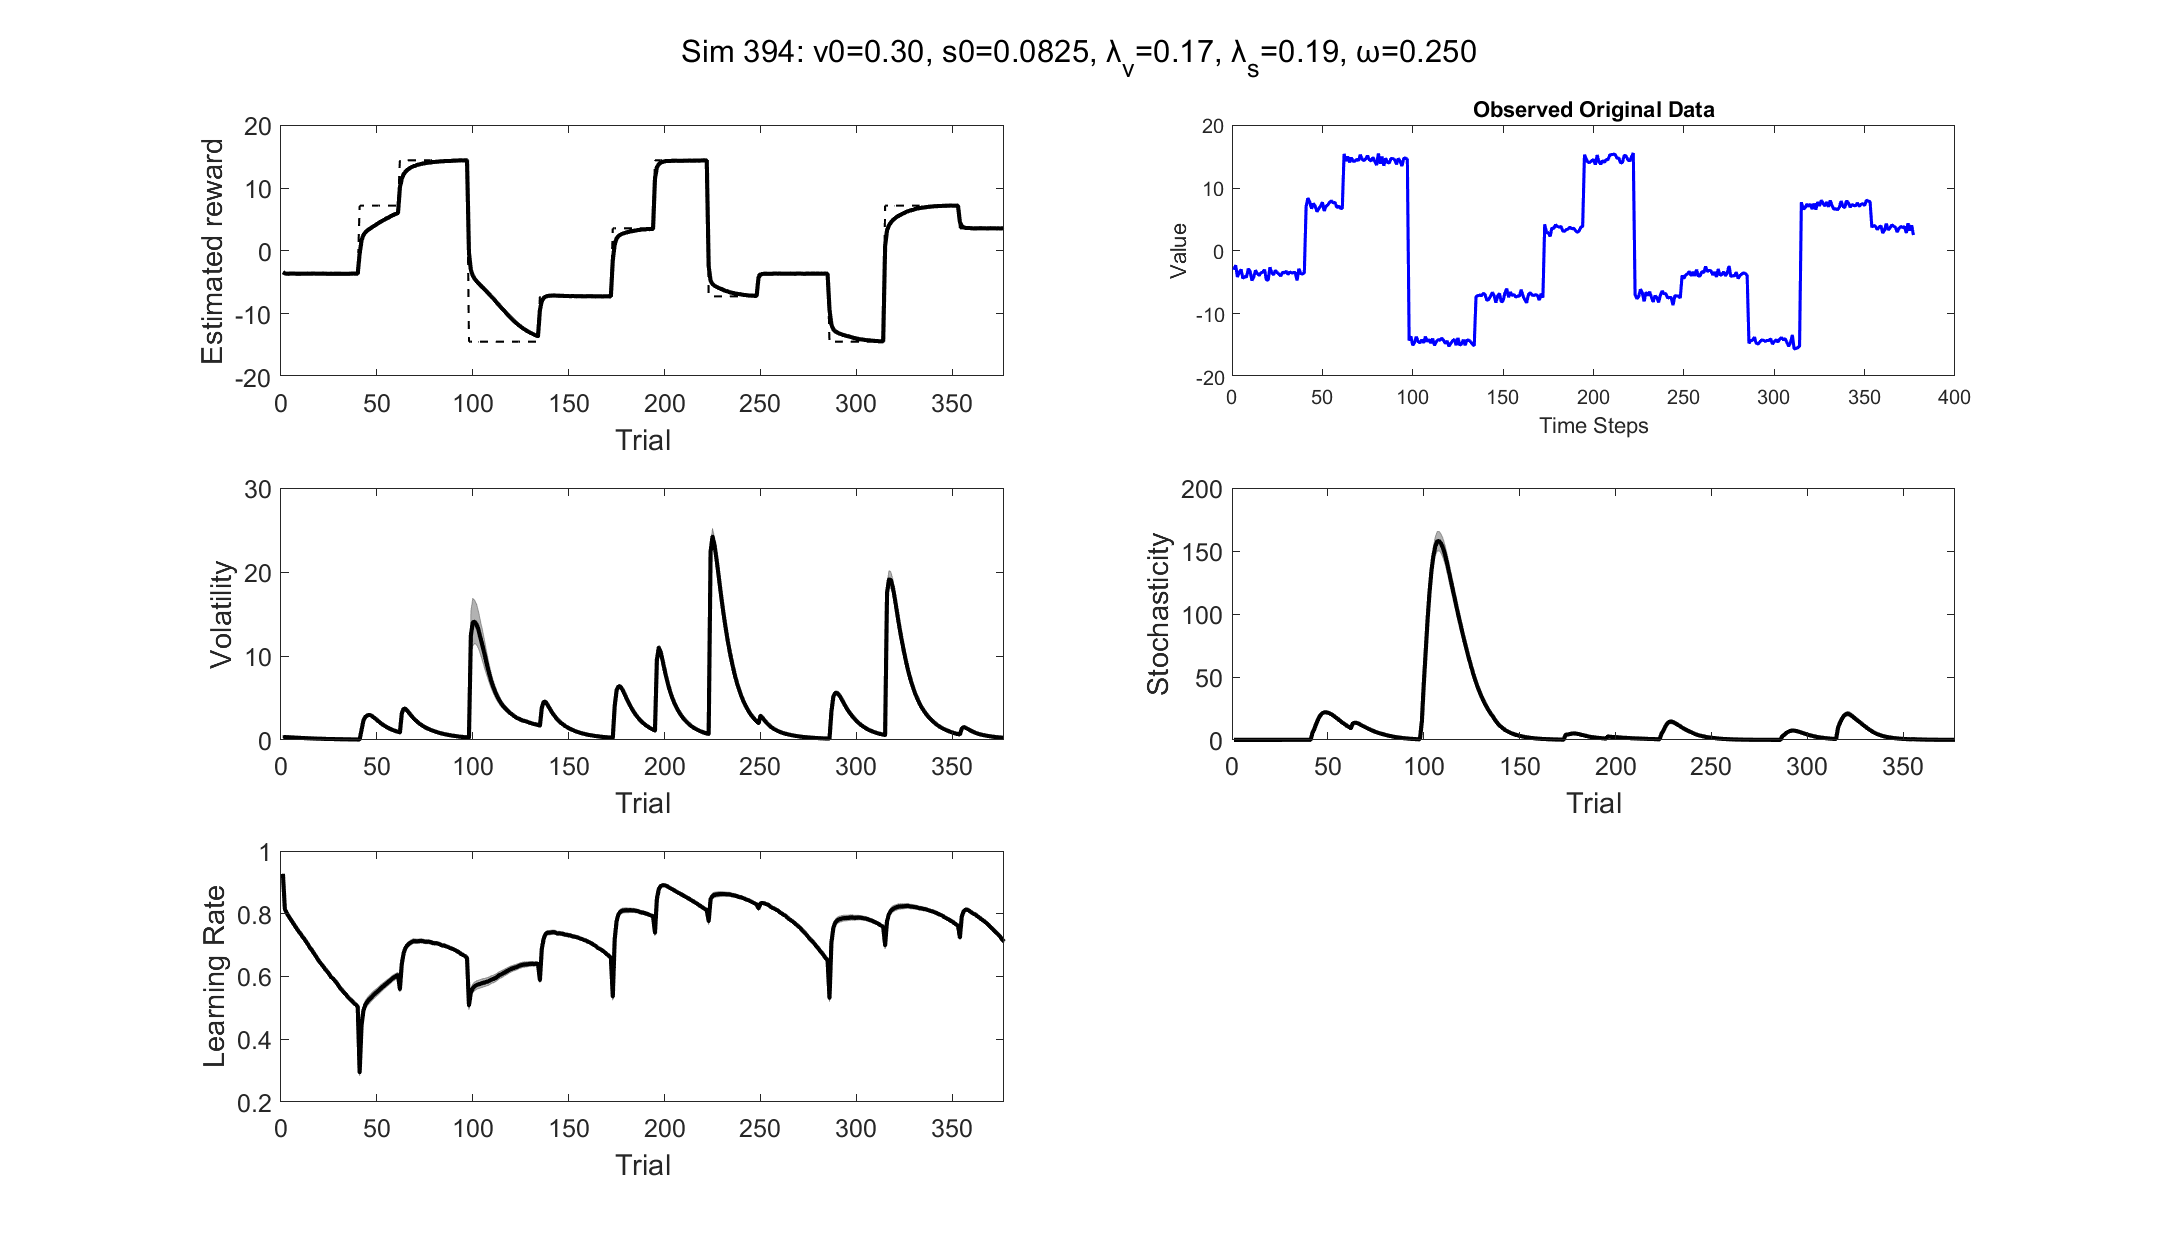 Sim 394: v0=0.30, s0=0.0825, λv=0.17, λs=0.19, ω=0.250
Estimated reward
20
10
0
-10
-20
0 50 100 150 200 250 300 350
Trial
Observed Original Data
Value
20
10
0
-10
-20
0 50 100 150 200 250 300 350 400
Time Steps
Volatility
30
20
10
0
0 50 100 150 200 250 300 350
Trial
Stochasticity
200
150
100
50
0
0 50 100 150 200 250 300 350
Trial
Learning Rate
1
0.8
0.6
0.4
0.2
0 50 100 150 200 250 300 350
Trial